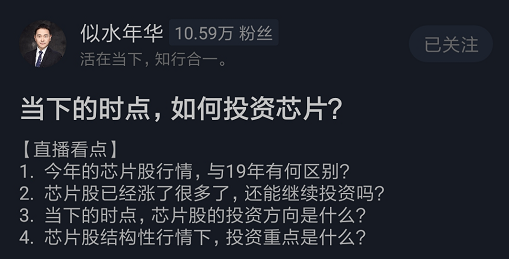 似水年华 10.59万 粉丝
已关注
活在当下，知行合一。
当下的时点，如何投资芯片？
【直播看点】
1. 今年的芯片股行情，与19年有何区别？
2. 芯片股已经涨了很多了，还能继续投资吗？
3. 当下的时点，芯片股的投资方向是什么？
4. 芯片股结构性行情下，投资重点是什么？